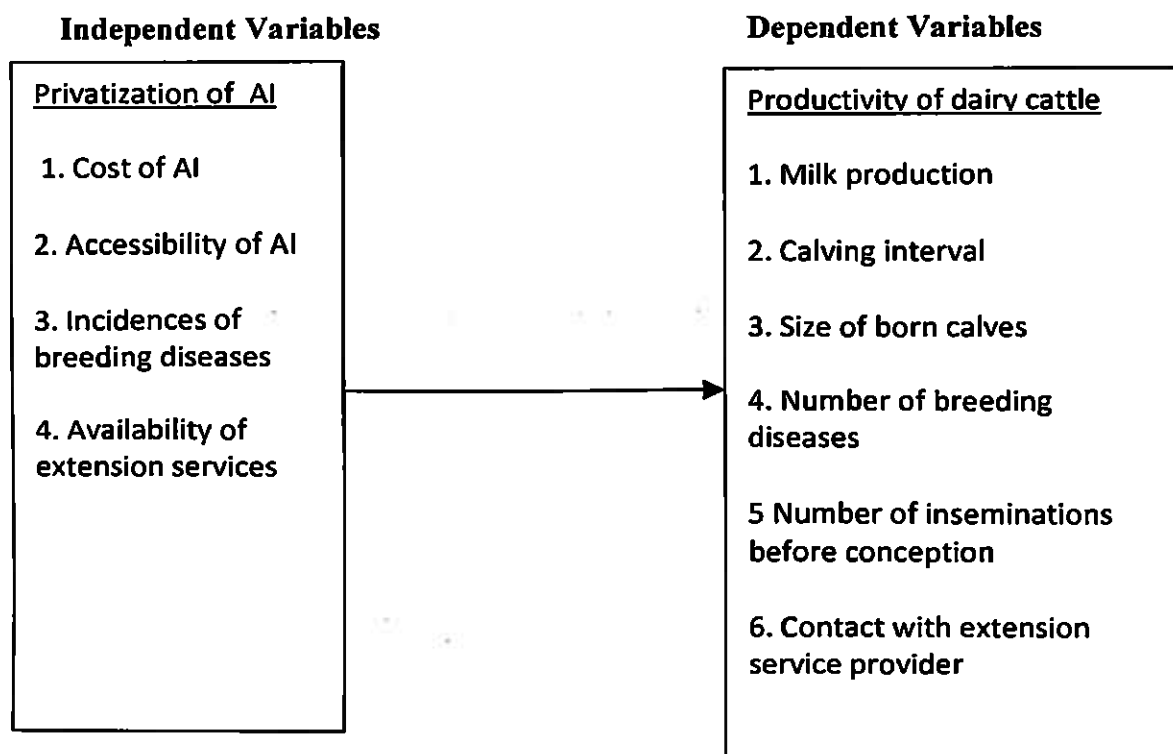 Independent Variables
Privatization of AI
1. Cost of AI
2. Accessibility of AI
3. Incidences of
breeding diseases
4. Availability of
extension services
Dependent Variables
Productivity of dairy cattle
1. Milk production
2. Calving interval
3. Size of born calves
4. Number of breeding
diseases
5 Number of inseminations
before conception
6. Contact with extension
service provider